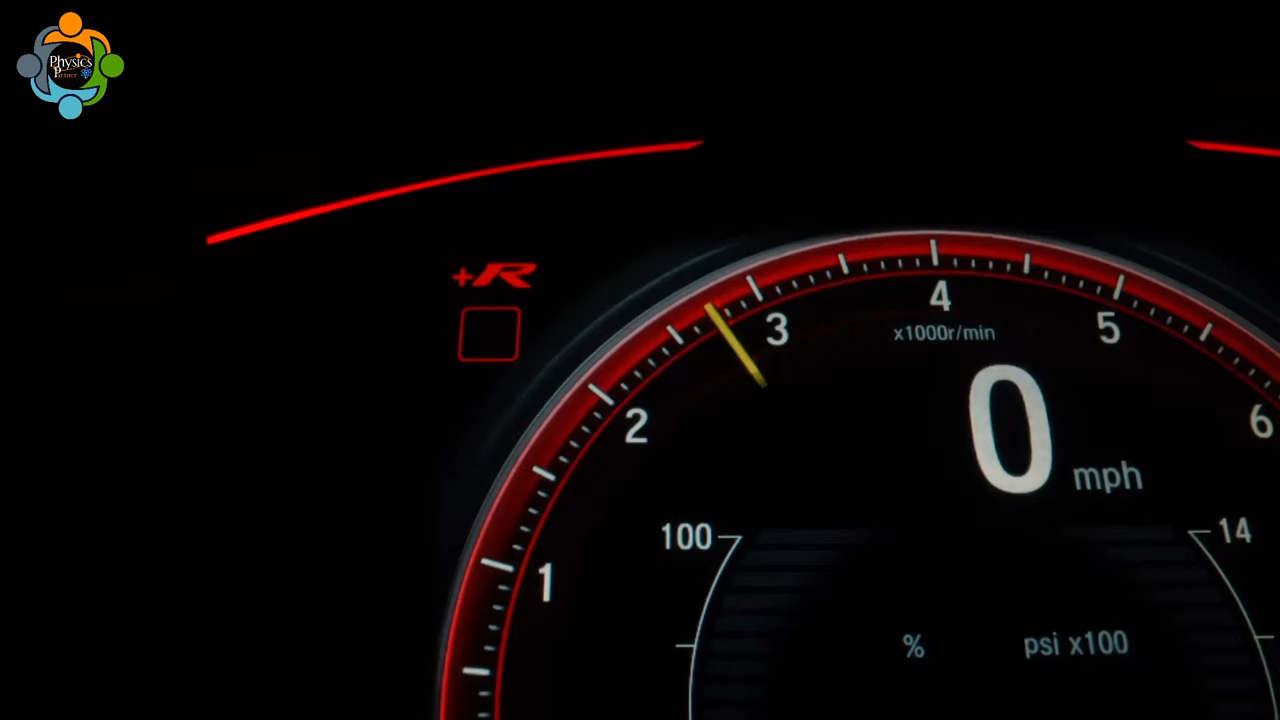 Physics
Partner
+R
4
3
5
x1000r/min
2
6
0
mph
100
14
1
%
psi x100